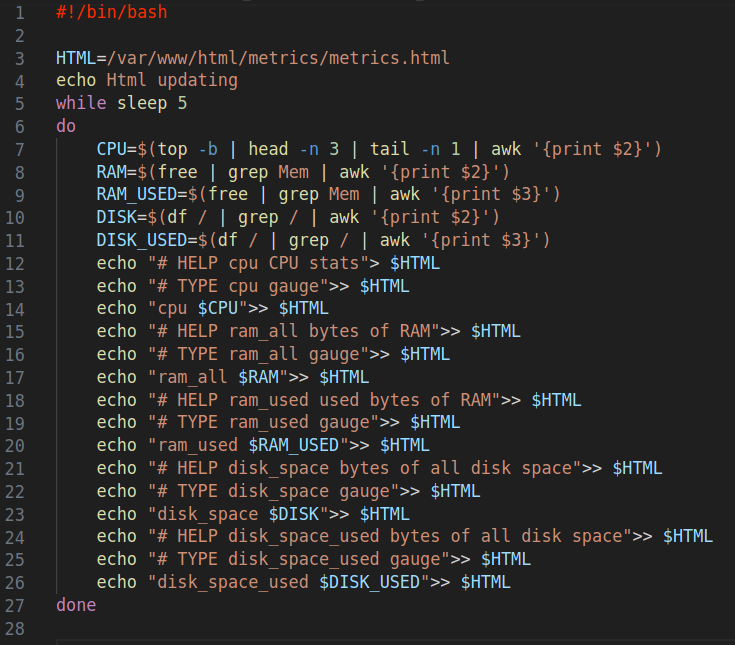 1 #!/bin/bash
2
3 HTML=/var/www/html/metrics/metrics.html
4 echo Html updating
5 while sleep 5
6 do
7     CPU=$(top -b | head -n 3 | tail -n 1 | awk '{print $2}')
8     RAM=$(free | grep Mem | awk '{print $2}')
9     RAM_USED=$(free | grep Mem | awk '{print $3}')
10     DISK=$(df / | grep / | awk '{print $2}')
11     DISK_USED=$(df / | grep / | awk '{print $3}')
12     echo "# HELP cpu CPU stats"> $HTML
13     echo "# TYPE cpu gauge">> $HTML
14     echo "cpu $CPU">> $HTML
15     echo "# HELP ram_all bytes of RAM">> $HTML
16     echo "# TYPE ram_all gauge">> $HTML
17     echo "ram_all $RAM">> $HTML
18     echo "# HELP ram_used used bytes of RAM">> $HTML
19     echo "# TYPE ram_used gauge">> $HTML
20     echo "ram_used $RAM_USED">> $HTML
21     echo "# HELP disk_space bytes of all disk space">> $HTML
22     echo "# TYPE disk_space gauge">> $HTML
23     echo "disk_space $DISK">> $HTML
24     echo "# HELP disk_space_used bytes of all disk space">> $HTML
25     echo "# TYPE disk_space_used gauge">> $HTML
26     echo "disk_space_used $DISK_USED">> $HTML
27 done
28